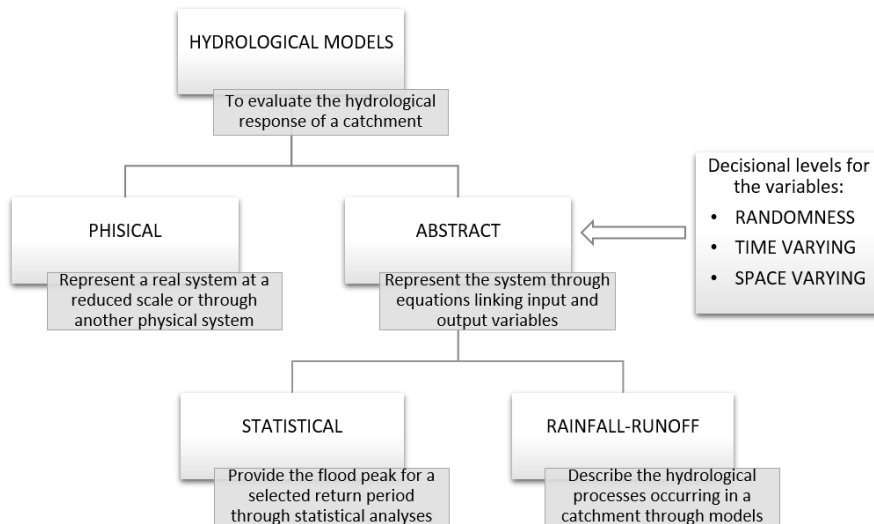 HYDROLOGICAL MODELS
To evaluate the hydrological
response of a catchment
PHISICAL
Represent a real system at a
reduced scale or through
another physical system
ABSTRACT
Represent the system through
equations linking input and
output variables
Decisional levels for
the variables:
• RANDOMNESS
• TIME VARYING
• SPACE VARYING
STATISTICAL
Provide the flood peak for a
selected return period
through statistical analyses
RAINFALL-RUNOFF
Describe the hydrological
processes occurring in a
catchment through models